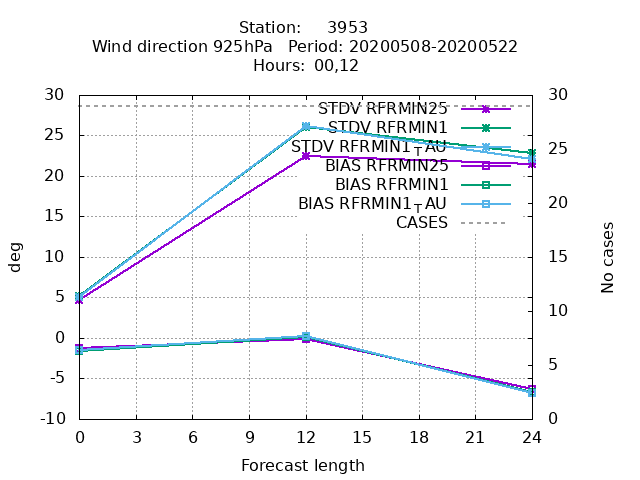 Station: 3953
Wind direction 925hPa Period: 20200508-20200522
Hours: 00,12
30 30
STDV RFRMIN25
STDV RFRMIN1
25 25
STDV RFRMIN1TAU
BIAS RFRMIN25
20 20
BIAS RFRMIN1
BIAS RFRMIN1TAU
CASES
15 15
10 10
5 5
0 0
-5
-10
deg
No cases
0 3 6 9 12 15 18 21 24
Forecast length